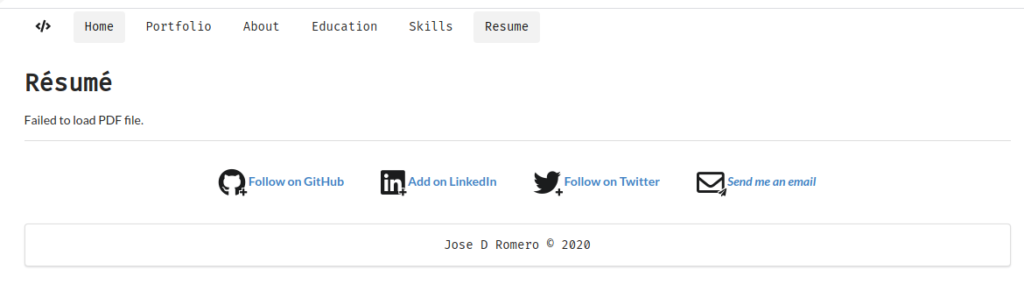 Home Portfolio About Education Skills Resume
Résumé
Failed to load PDF file.
Follow on GitHub Add on LinkedIn Follow on Twitter Send me an email
Jose D Romero © 2020